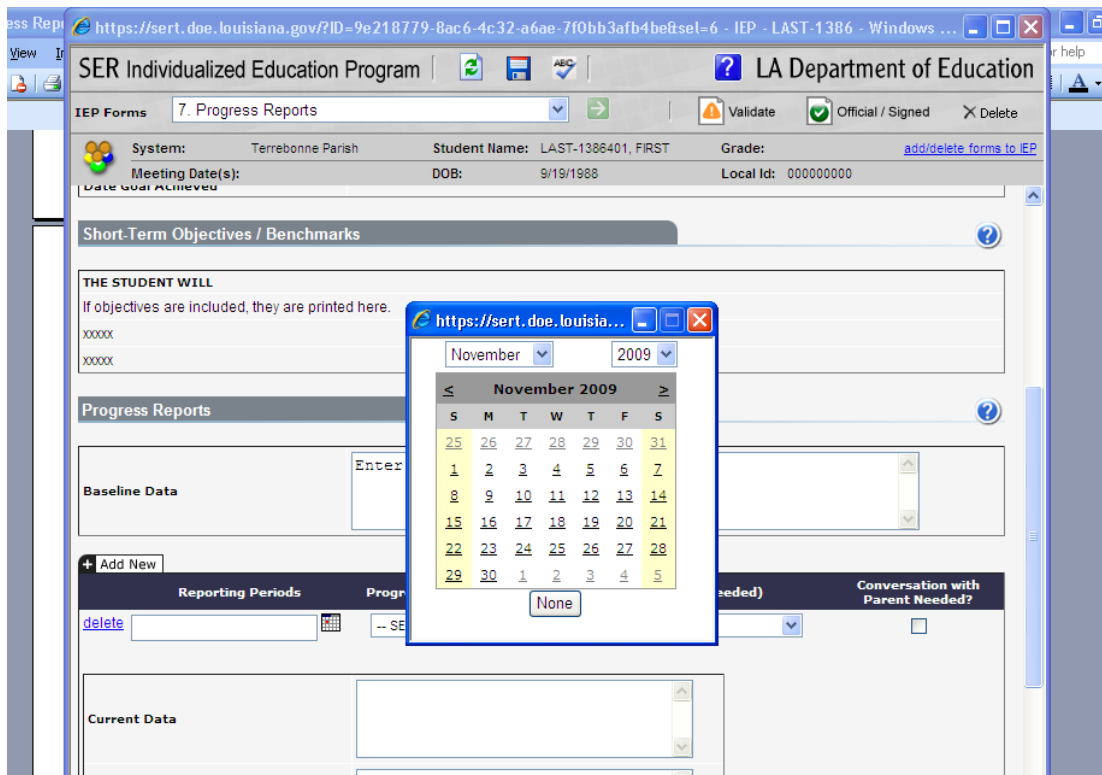 ess Rep
https://sert.doe.louisiana.gov/?ID=9e218779-8ac6-4c32-a6ae-7f0bb3afb4be&sel=6 - IEP - LAST-1386 - Windows ...
View
r help
SER Individualized Education Program
ABC
? LA Department of Education
A
IEP Forms 7. Progress Reports Validate Official / Signed Delete
System: Terrebonne Parish Student Name: LAST-1386401, FIRST Grade: add/delete forms to IEP
Meeting Date(s): DOB: 9/19/1988 Local Id: 000000000
Date Goal Achieved
Short-Term Objectives / Benchmarks ?
THE STUDENT WILL
If objectives are included, they are printed here.
xxxxx
xxxxx
https://sert.doe.louisia...
November 2009
< November 2009 >
S M T W T F S
25 26 27 28 29 30 31
1 2 3 4 5 6 7
8 9 10 11 12 13 14
15 16 17 18 19 20 21
22 23 24 25 26 27 28
29 30 1 2 3 4 5
None
Progress Reports ?
Baseline Data Enter
+ Add New
Reporting Periods Progr eeded) Conversation with
Parent Needed?
delete -- SE
Current Data